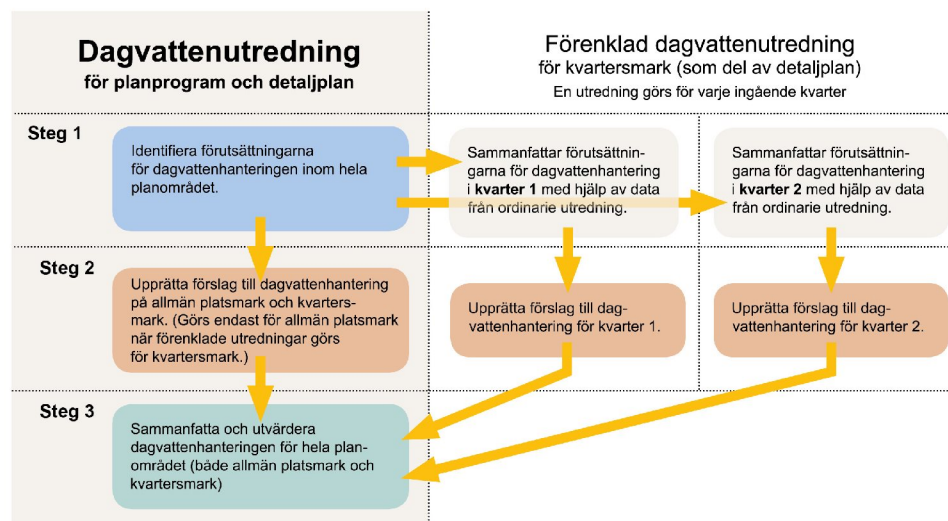 Dagvattenutredning
för planprogram och detaljplan
Förenklad dagvattenutredning
för kvartersmark (som del av detaljplan)
En utredning görs för varje ingående kvarter
Steg 1
Identifiera förutsättningarna
för dagvattenhanteringen inom hela
planområdet.
Sammanfattar förutsättnin-
garna för dagvattenhantering
i kvarter 1 med hjälp av data
från ordinarie utredning.
Sammanfattar förutsättnin-
garna för dagvattenhantering
i kvarter 2 med hjälp av data
från ordinarie utredning.
Steg 2
Upprätta förslag till dagvattenhantering
på allmän platsmark och kvarters-
mark. (Görs endast för allmän platsmark
när förenklade utredningar görs
för kvartersmark.)
Upprätta förslag till dag-
vattenhantering för kvarter 1.
Upprätta förslag till dag-
vattenhantering för kvarter 2.
Steg 3
Sammanfatta och utvärdera
dagvattenhanteringen för hela plan-
området (både allmän platsmark och
kvartersmark)